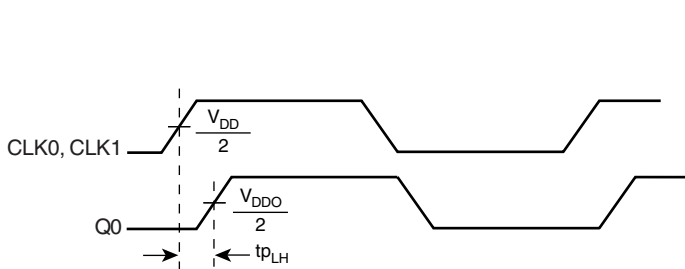 V_DD
2
CLK0, CLK1
V_DDO
2
Q0
tp_LH